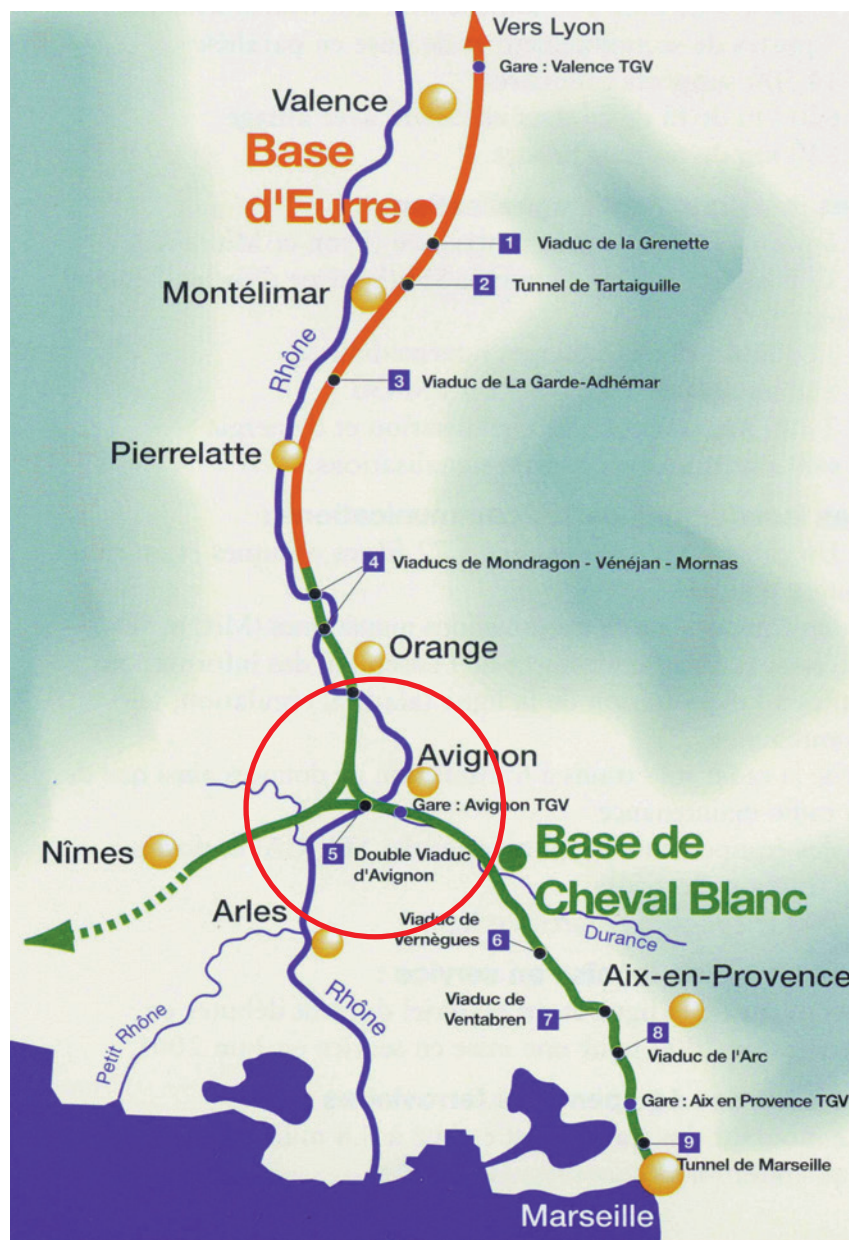 Vers Lyon
Gare : Valence TGV
Valence
Base
d'Eurre
1 Viaduc de la Grenette
2 Tunnel de Tartaiguille
Montélimar
Rhône
3 Viaduc de La Garde-Adhémar
Pierrelatte
4 Viaducs de Mondragon - Vénéjan - Mornas
Orange
Avignon
Gare : Avignon TGV
Nîmes
5 Double Viaduc
d'Avignon
Base de
Cheval Blanc
Arles
Viaduc de
Vernègues 6
Durance
Aix-en-Provence
Rhône
Petit Rhône
Viaduc de
Ventabren 7
8
Viaduc de l'Arc
Gare : Aix en Provence TGV
9
Tunnel de Marseille
Marseille